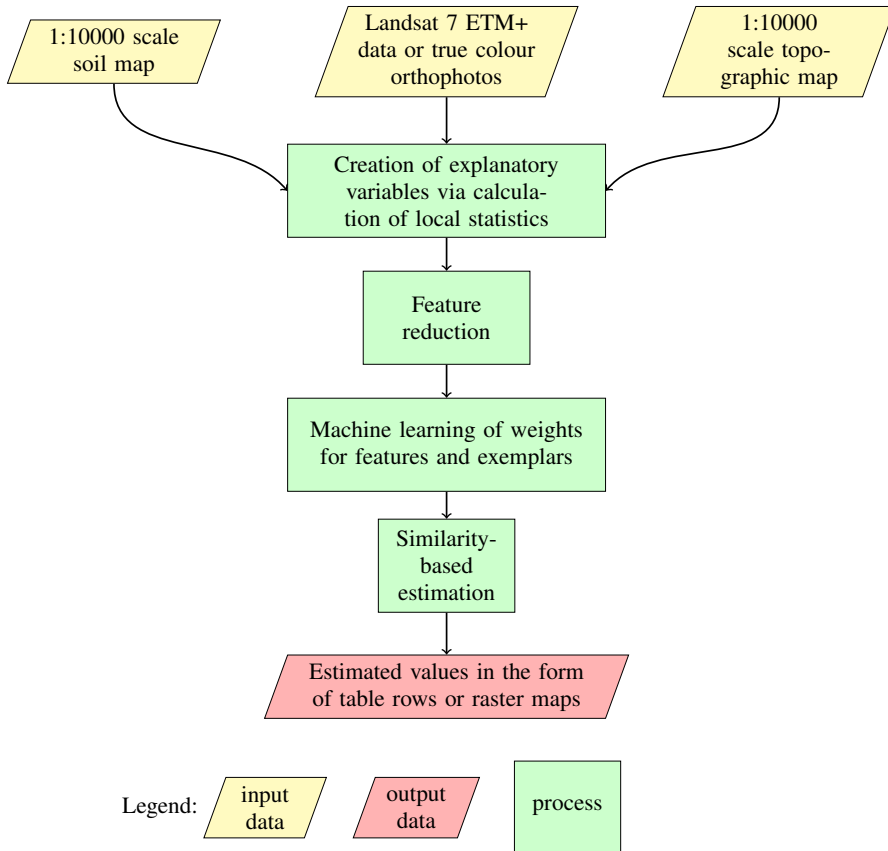 1:10000 scale
soil map
Landsat 7 ETM+
data or true colour
orthophotos
1:10000
scale topo-
graphic map
Creation of explanatory
variables via calcula-
tion of local statistics
Feature
reduction
Machine learning of weights
for features and exemplars
Similarity-
based
estimation
Estimated values in the form
of table rows or raster maps
Legend:
input
data
output
data
process